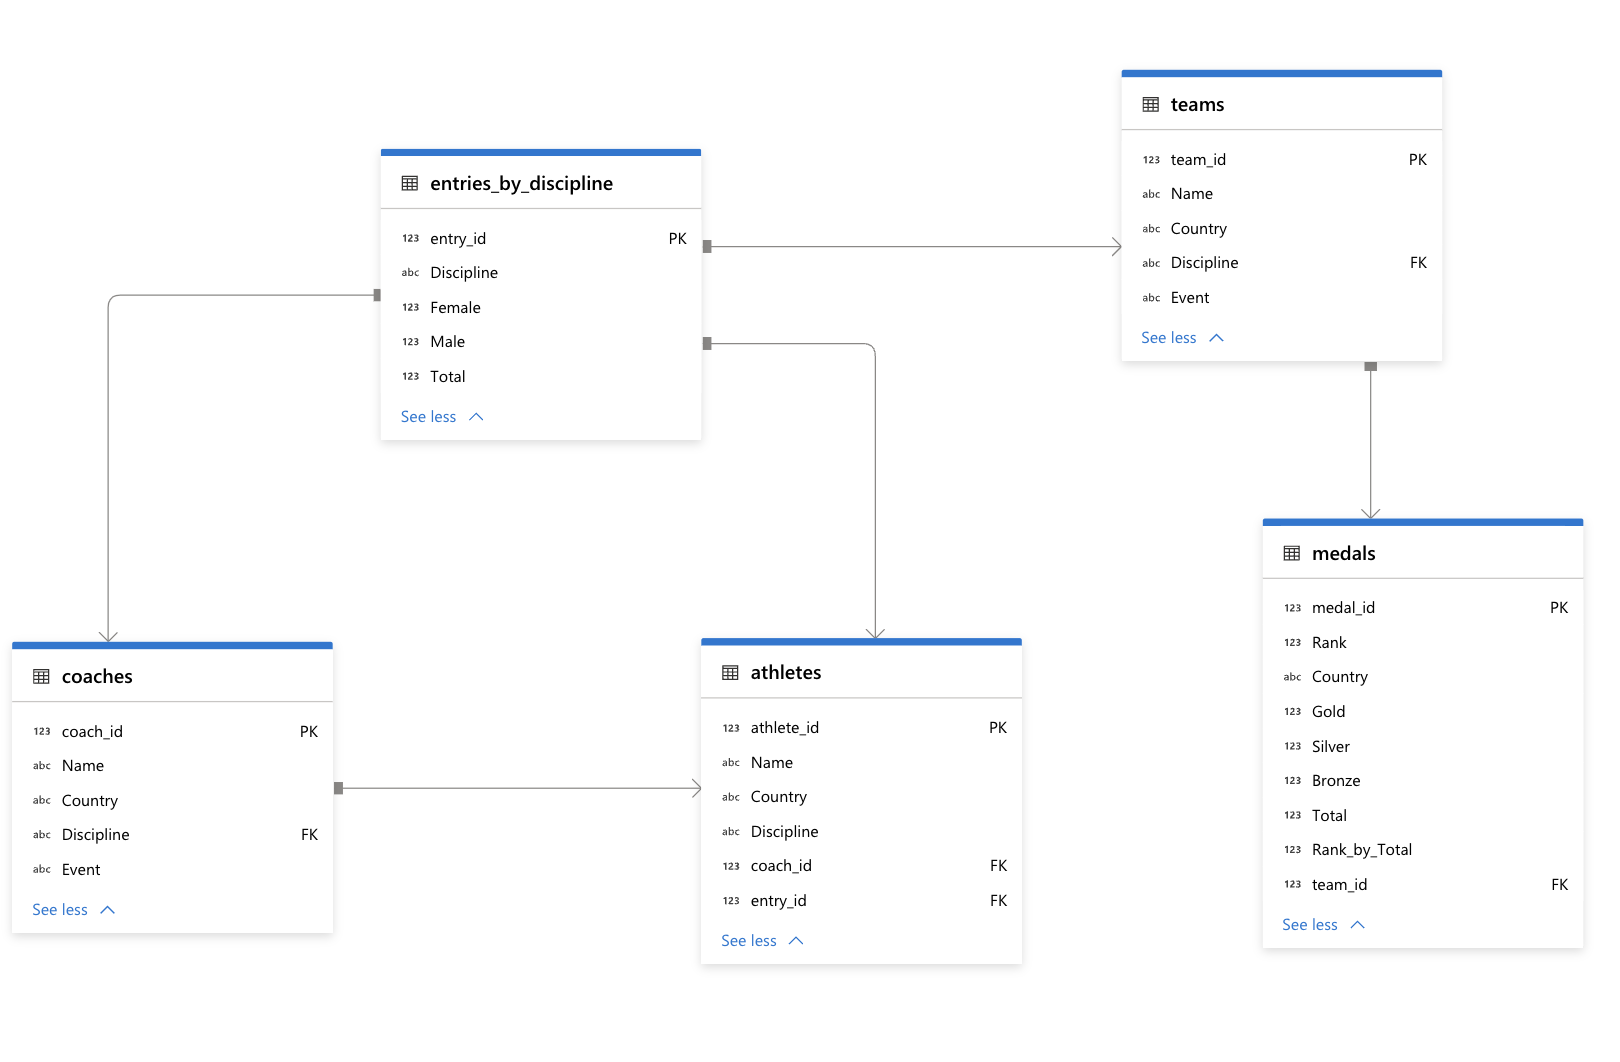 entries_by_discipline
123 entry_id PK
abc Discipline
123 Female
123 Male
123 Total
See less
teams
123 team_id PK
abc Name
abc Country
abc Discipline FK
abc Event
See less
coaches
123 coach_id PK
abc Name
abc Country
abc Discipline FK
abc Event
See less
athletes
123 athlete_id PK
abc Name
abc Country
abc Discipline
123 coach_id FK
123 entry_id FK
See less
medals
123 medal_id PK
123 Rank
abc Country
123 Gold
123 Silver
123 Bronze
123 Total
123 Rank_by_Total
123 team_id FK
See less